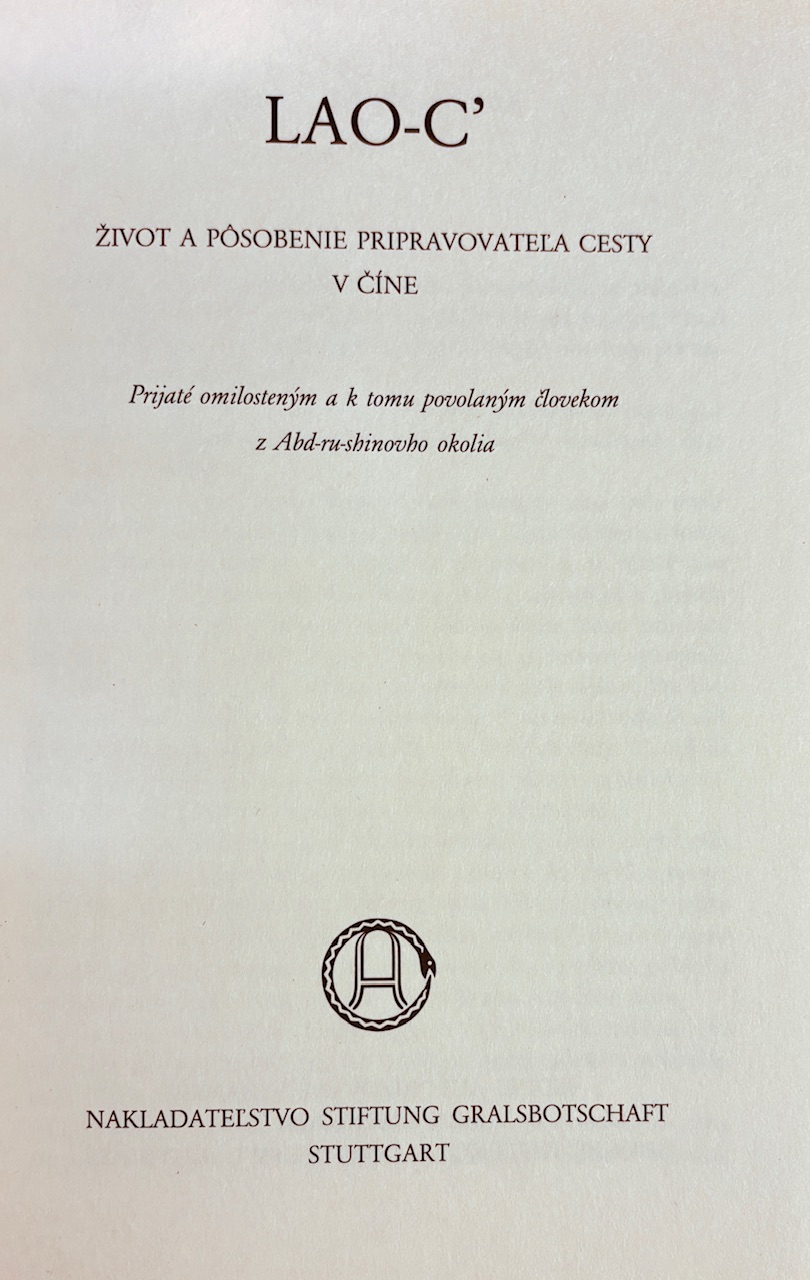 LAO-C’
ŽIVOT A PÔSOBENIE PRIPRAVOVATEĽA CESTY
V ČÍNE
Prijaté omilosteným a k tomu povolaným človekom
z Abd-ru-shinovho okolia
A
NAKLADATEĽSTVO STIFTUNG GRALSBOTSCHAFT
STUTTGART